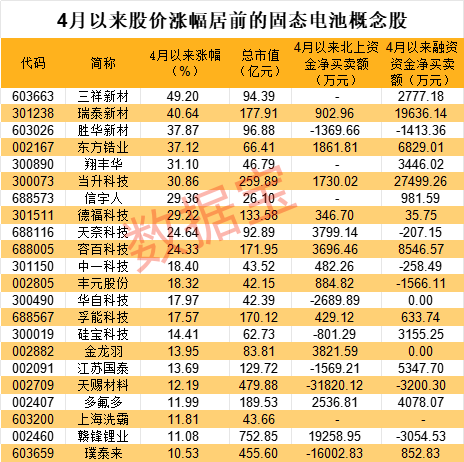 4月以来股价涨幅居前的固态电池概念股
代码 简称 4月以来涨幅（%） 总市值（亿元） 4月以来北上资金净买卖额（万元） 4月以来融资资金净买卖额（万元）
603663 三祥新材 49.20 94.39 - 2777.18
301238 瑞泰新材 40.64 177.91 902.96 19636.14
603026 胜华新材 37.87 96.88 -1369.66 -1413.36
002167 东方锆业 37.12 66.41 1861.81 6829.01
300890 翔丰华 31.10 46.79 - 3446.02
300073 当升科技 30.86 259.89 1730.02 27499.26
688573 信宇人 29.36 26.10 - 981.59
301511 德福科技 29.22 133.58 346.70 35.75
688116 天奈科技 24.64 92.89 3799.14 -207.15
688005 容百科技 24.33 171.95 3696.46 8546.57
301150 中一科技 18.40 43.52 482.26 -258.49
002805 丰元股份 18.32 42.15 884.82 -1566.11
300490 华自科技 17.97 42.39 -2689.89 0.00
688567 孚能科技 17.57 170.12 429.12 633.74
300019 硅宝科技 14.41 62.73 -801.29 3155.25
002882 金龙羽 13.95 83.81 3821.59 0.00
002091 江苏国泰 13.69 129.72 -1569.21 5347.70
002709 天赐材料 12.19 479.88 -31820.12 -3200.30
002407 多氟多 11.99 189.53 2536.81 4078.07
603200 上海洗霸 11.81 43.66 - -
002460 赣锋锂业 11.08 752.85 19258.95 -3054.53
603659 璞泰来 10.53 455.60 -16002.83 852.83
数据宝